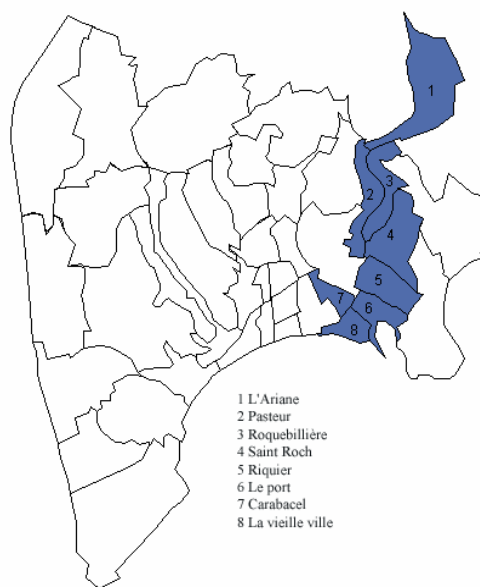 1
2
3
4
5
6
7
8
1 L'Ariane
2 Pasteur
3 Roquebillière
4 Saint Roch
5 Riquier
6 Le port
7 Carabacel
8 La vieille ville